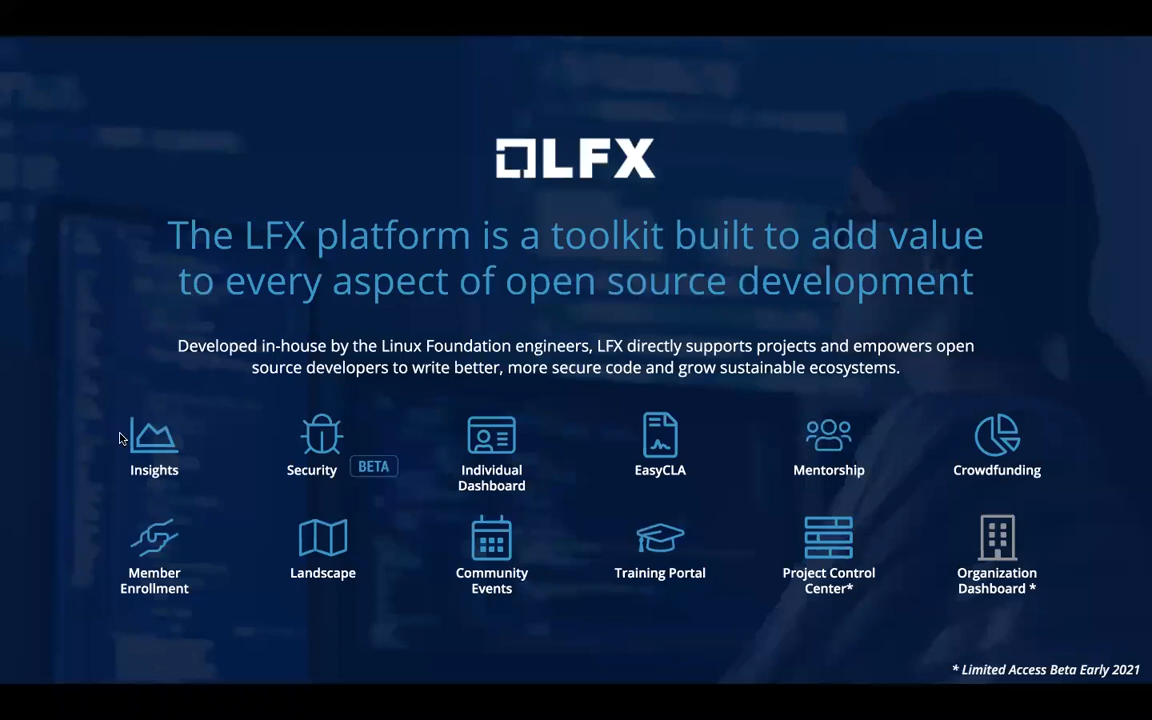 LFX
The LFX platform is a toolkit built to add value
to every aspect of open source development
Developed in-house by the Linux Foundation engineers, LFX directly supports projects and empowers open
source developers to write better, more secure code and grow sustainable ecosystems.
Insights
Security
BETA
Individual
Dashboard
EasyCLA
Mentorship
Crowdfunding
Member
Enrollment
Landscape
Community
Events
Training Portal
Project Control
Center*
Organization
Dashboard *
* Limited Access Beta Early 2021